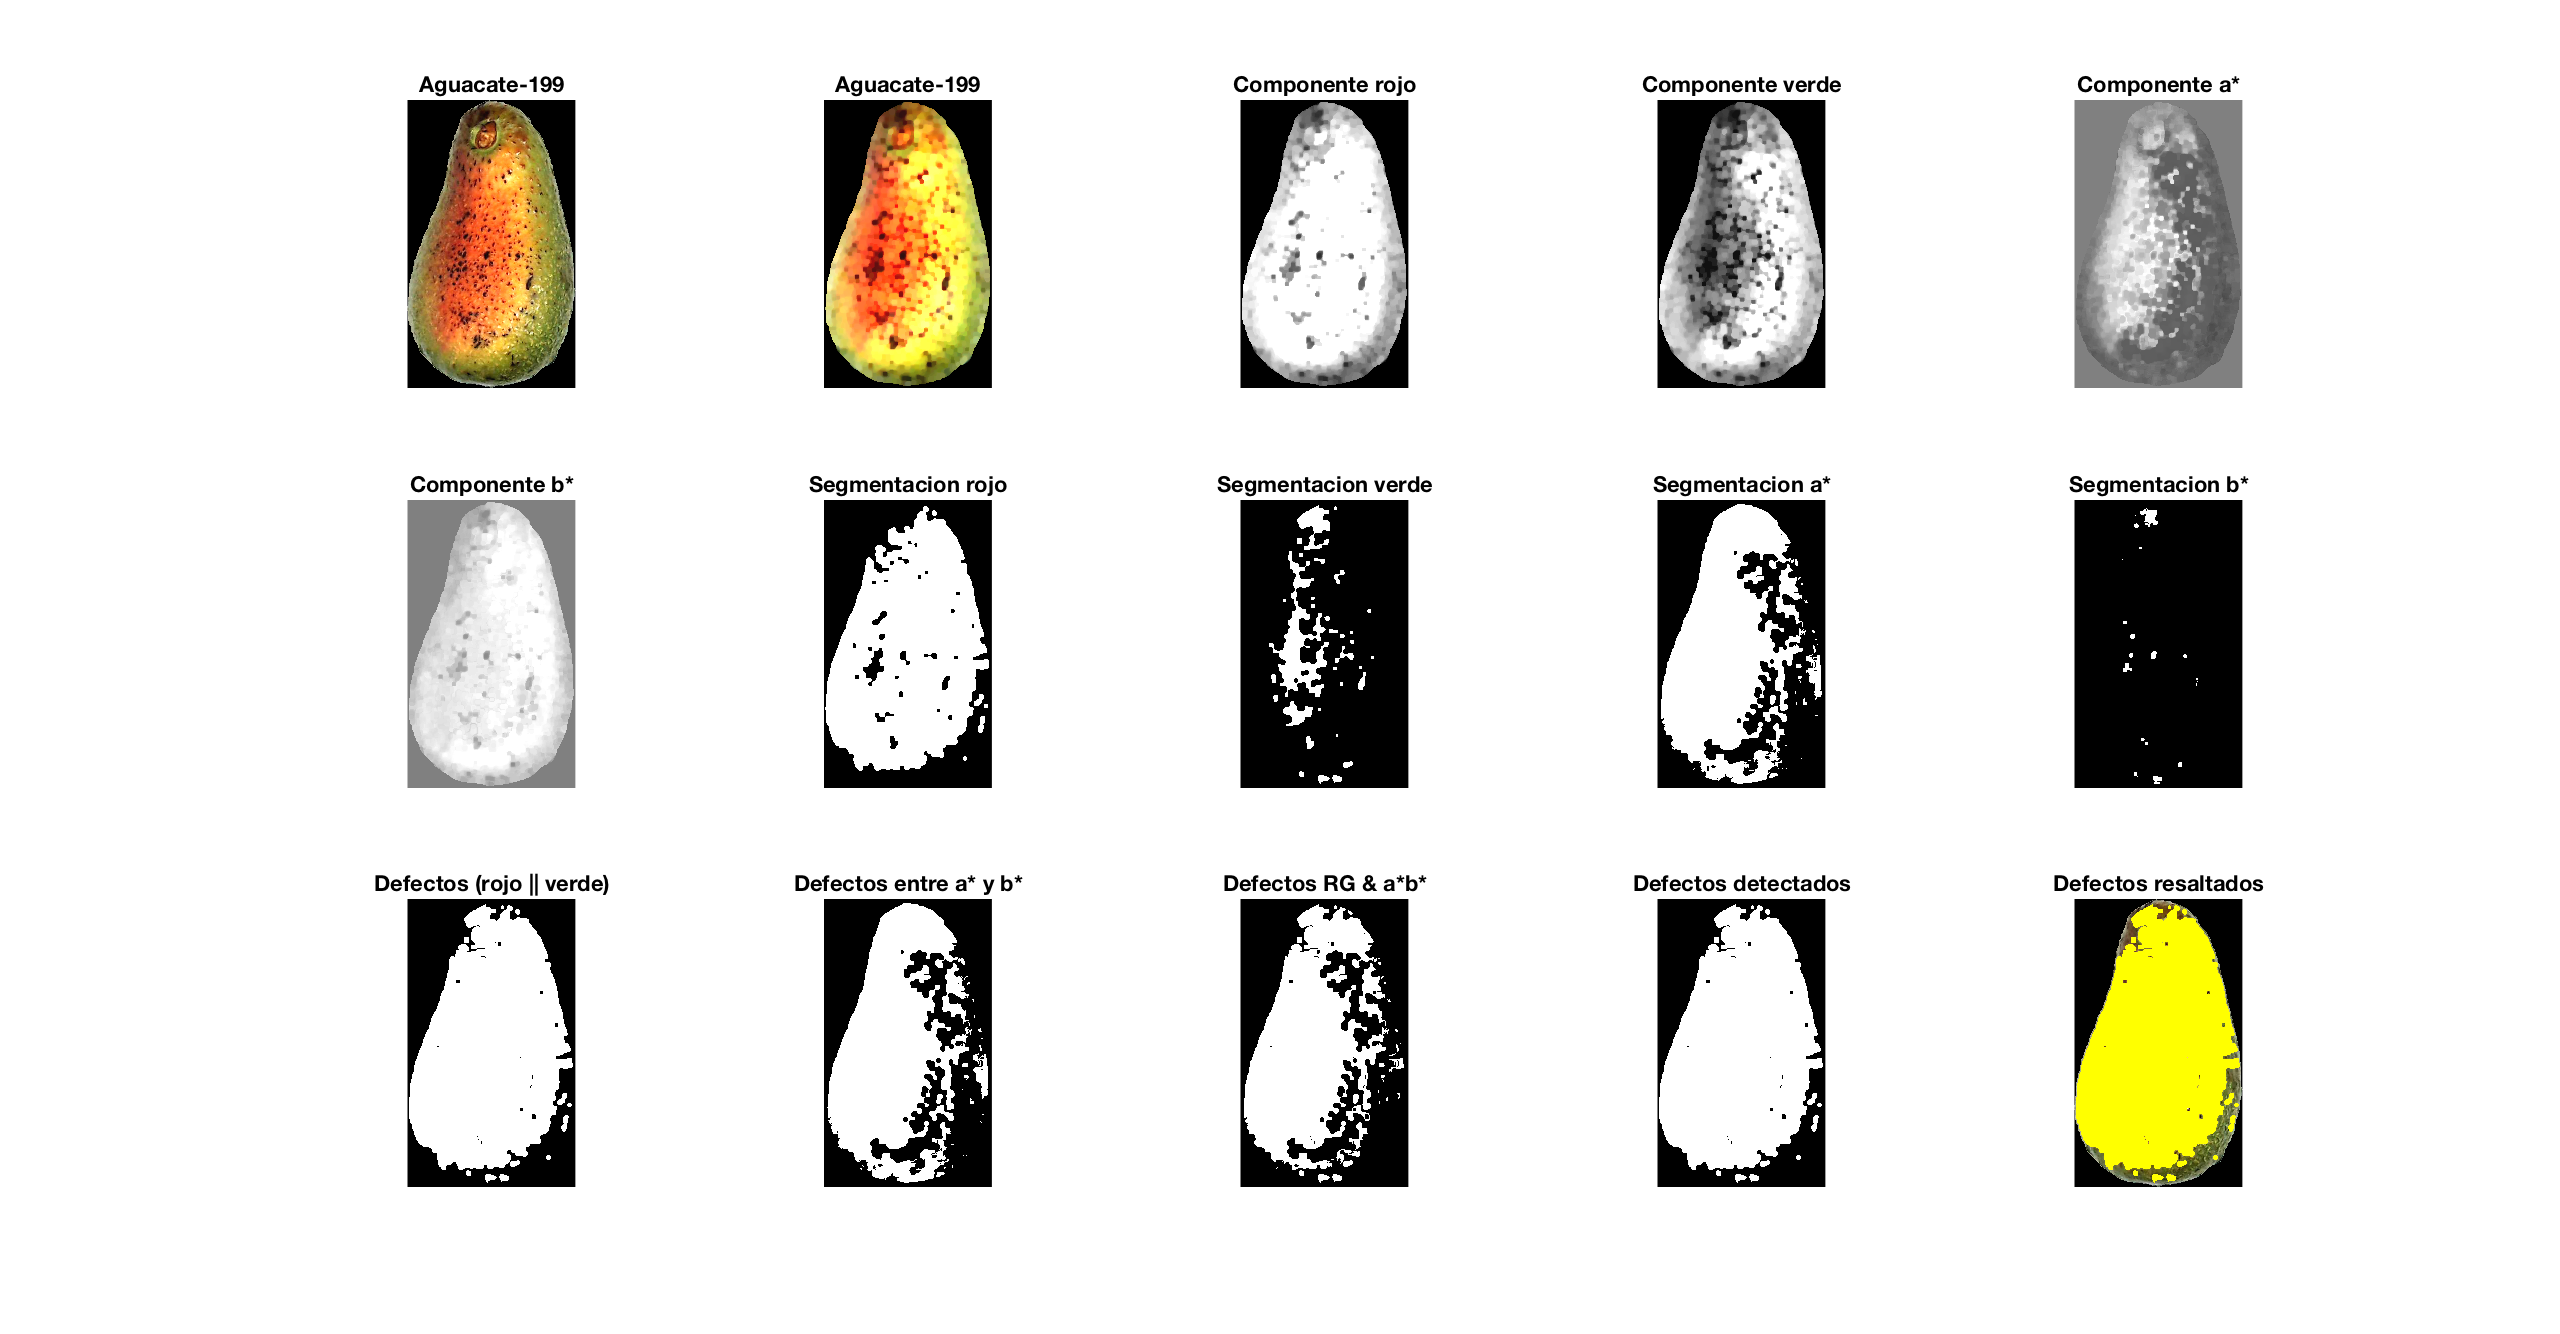 Aguacate-199
Aguacate-199
Componente rojo
Componente verde
Componente a*
Componente b*
Segmentacion rojo
Segmentacion verde
Segmentacion a*
Segmentacion b*
Defectos (rojo || verde)
Defectos entre a* y b*
Defectos RG & a*b*
Defectos detectados
Defectos resaltados